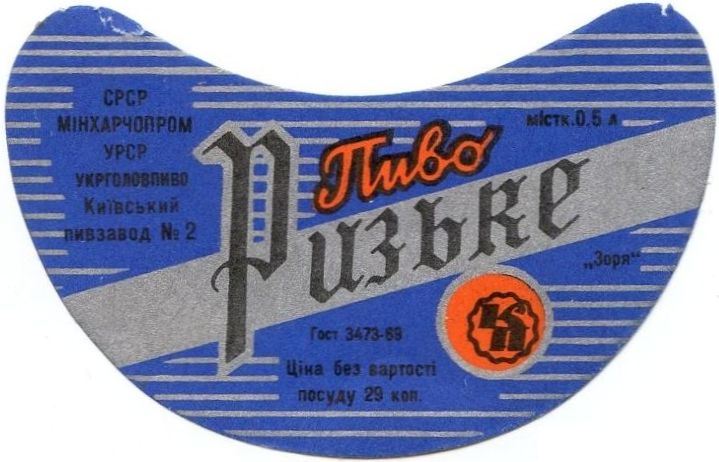 СРСР
МІНХАРЧОПРОМ
УРСР
УКРГОЛОВПИВО
Київський
пивзавод № 2
Пиво
містк. 0,5 л
Ризьке
„Зоря"
Гост 3473-69
Ціна без вартості
посуду 29 коп.